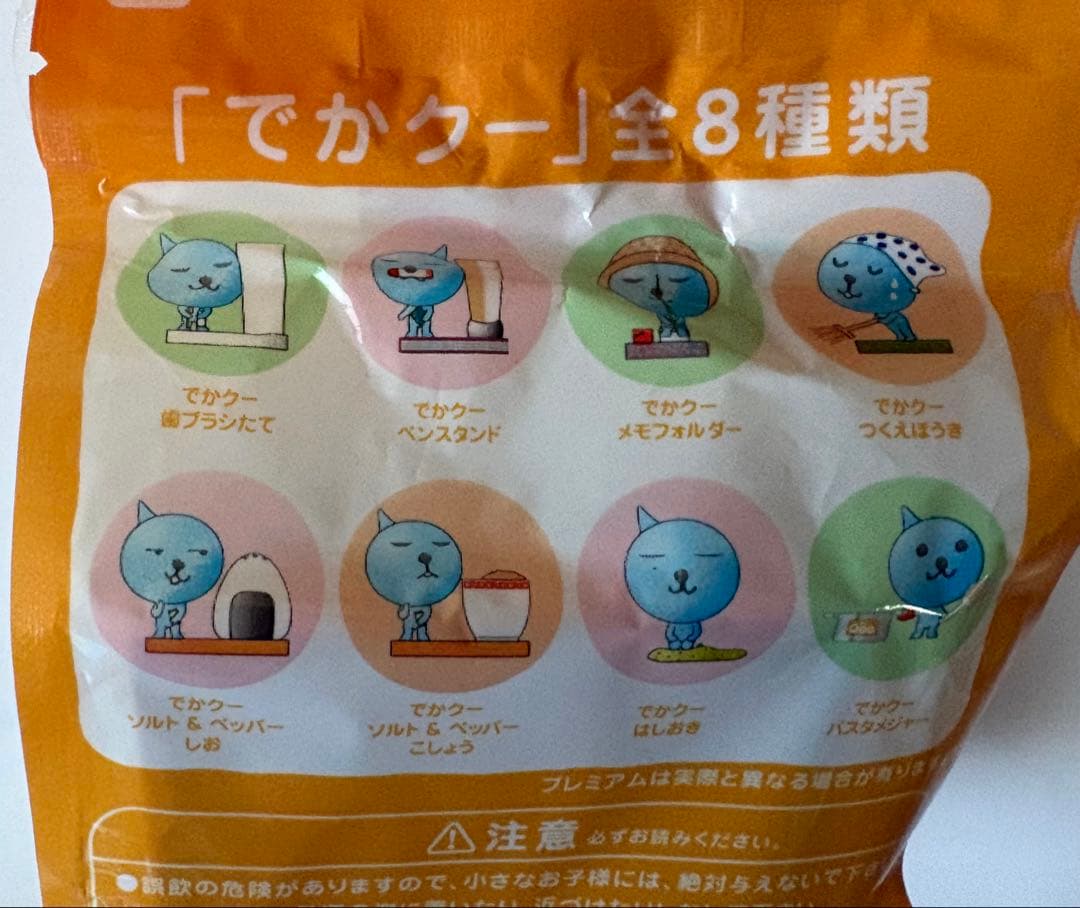 「でかクー」全8種類
でかクー
歯ブラシたて
でかクー
ペンスタンド
でかクー
メモフォルダー
でかクー
つくえぼうき
でかクー
ソルト & ペッパー
しお
でかクー
ソルト & ペッパー
こしょう
でかクー
はしおき
でかクー
パスタメジャー
プレミアムは実際と異なる場合が有りま
注意 必ずお読みください。
●誤飲の危険がありますので、小さなお子様には、絶対与えないで下さ